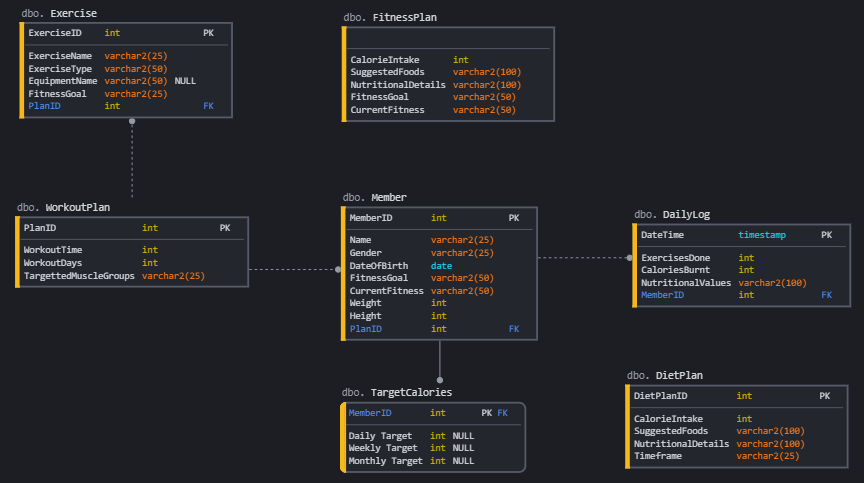 dbo. Exercise
ExerciseID int PK
ExerciseName varchar2(25)
ExerciseType varchar2(50)
EquipmentName varchar2(50) NULL
FitnessGoal varchar2(25)
PlanID int FK
dbo. FitnessPlan
CalorieIntake int
SuggestedFoods varchar2(100)
NutritionalDetails varchar2(100)
FitnessGoal varchar2(50)
CurrentFitness varchar2(50)
dbo. WorkoutPlan
PlanID int PK
WorkoutTime int
WorkoutDays int
TargettedMuscleGroups varchar2(25)
dbo. Member
MemberID int PK
Name varchar2(25)
Gender varchar2(25)
DateOfBirth date
FitnessGoal varchar2(50)
CurrentFitness varchar2(50)
Weight int
Height int
PlanID int FK
dbo. DailyLog
DateTime timestamp PK
ExercisesDone int
CaloriesBurnt int
NutritionalValues varchar2(100)
MemberID int FK
dbo. TargetCalories
MemberID int PK FK
Daily Target int NULL
Weekly Target int NULL
Monthly Target int NULL
dbo. DietPlan
DietPlanID int PK
CalorieIntake int
SuggestedFoods varchar2(100)
NutritionalDetails varchar2(100)
Timeframe varchar2(25)